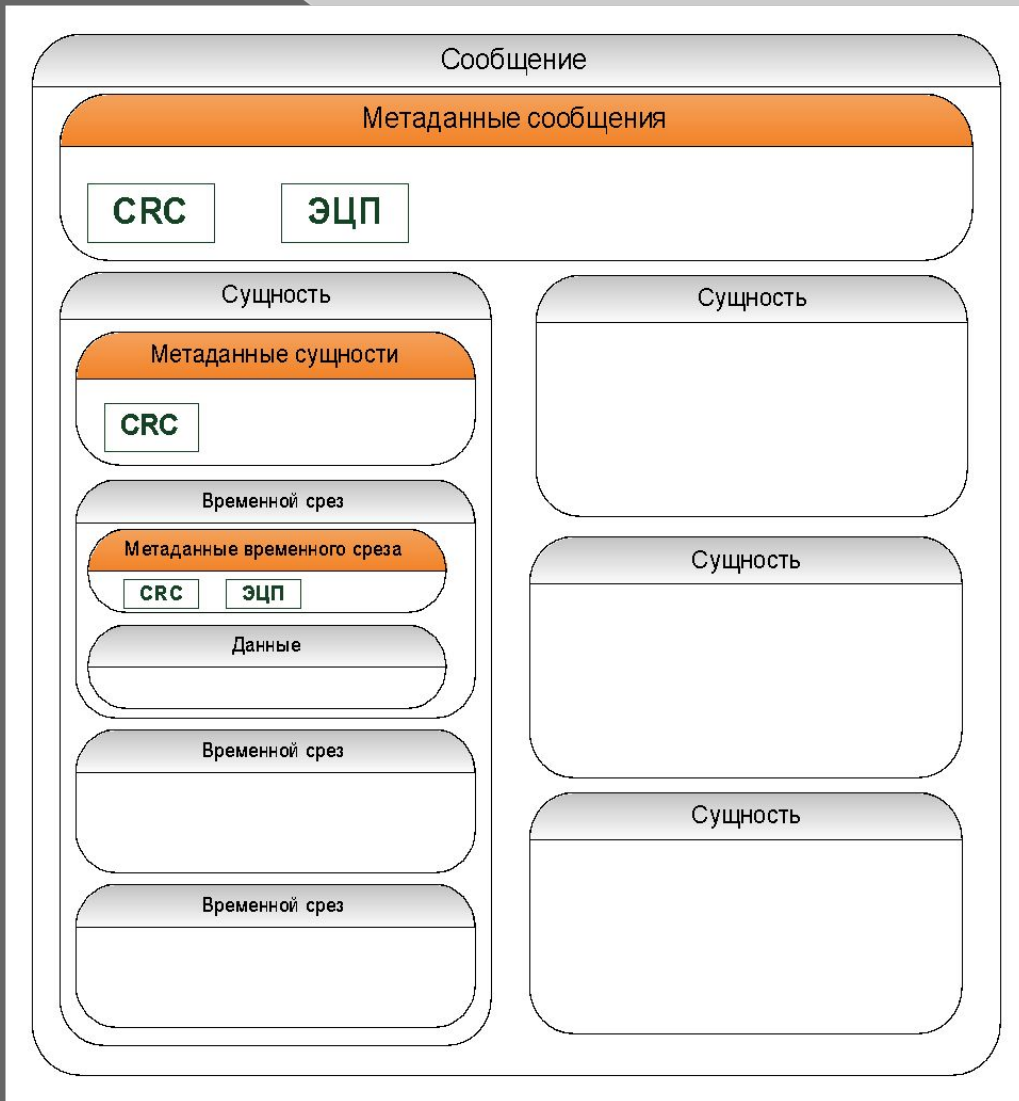 Сообщение
Метаданные сообщения
CRC ЭЦП
Сущность
Метаданные сущности
CRC
Временной срез
Метаданные временного среза
CRC ЭЦП
Данные
Временной срез
Временной срез
Сущность
Сущность
Сущность